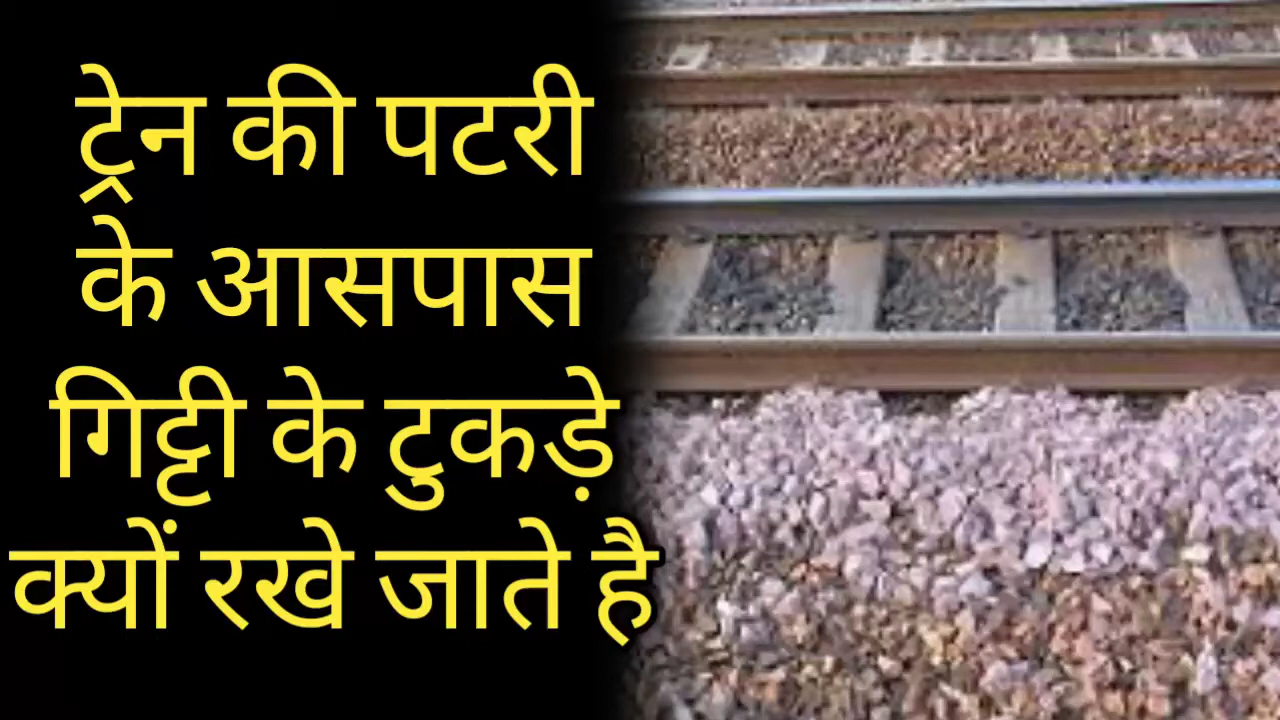 ट्रेन की पटरी
के आसपास
गिट्टी के टुकड़े
क्यों रखे जाते है